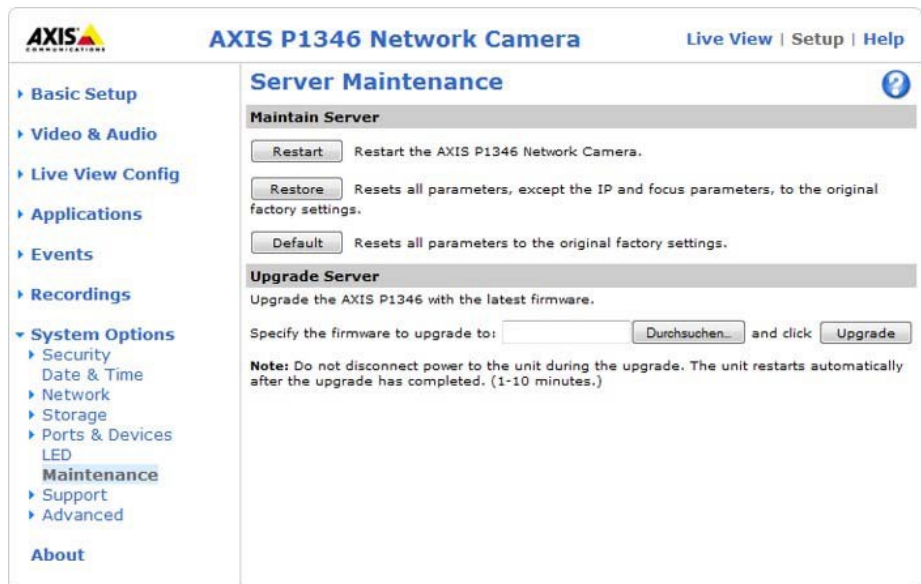 AXIS
COMMUNICATIONS
AXIS P1346 Network Camera
Live View | Setup | Help
Basic Setup
Video & Audio
Live View Config
Applications
Events
Recordings
System Options
Security
Date & Time
Network
Storage
Ports & Devices
LED
Maintenance
Support
Advanced
About
Server Maintenance
?
Maintain Server
Restart Restart the AXIS P1346 Network Camera.
Restore Resets all parameters, except the IP and focus parameters, to the original
factory settings.
Default Resets all parameters to the original factory settings.
Upgrade Server
Upgrade the AXIS P1346 with the latest firmware.
Specify the firmware to upgrade to: Durchsuchen... and click Upgrade
Note: Do not disconnect power to the unit during the upgrade. The unit restarts automatically
after the upgrade has completed. (1-10 minutes.)